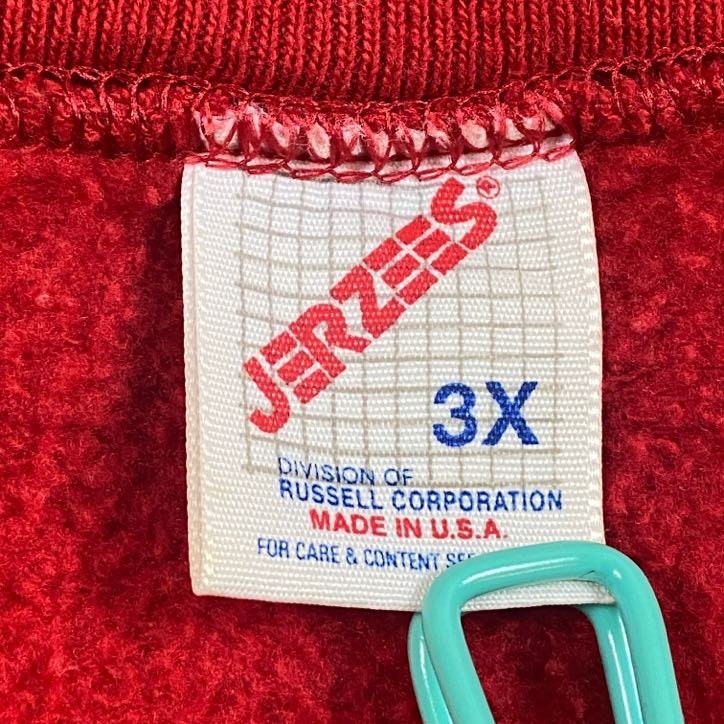 JERZEES®
3X
DIVISION OF
RUSSELL CORPORATION
MADE IN U.S.A.
FOR CARE & CONTENT